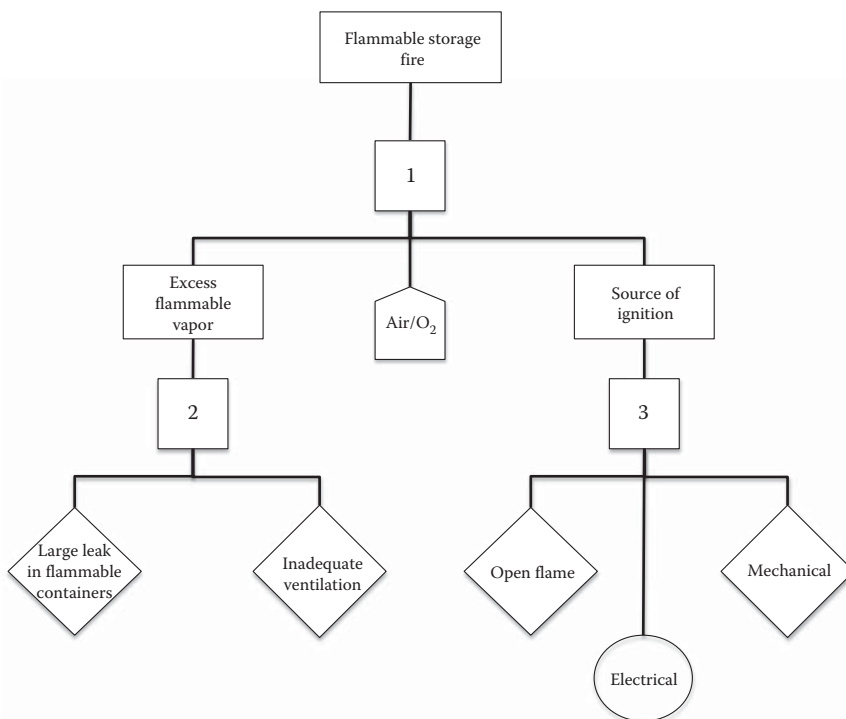 Flammable storage
fire
1
Excess
flammable
vapor
Air/O₂
Source of
ignition
2
3
Large leak
in flammable
containers
Inadequate
ventilation
Open flame
Mechanical
Electrical